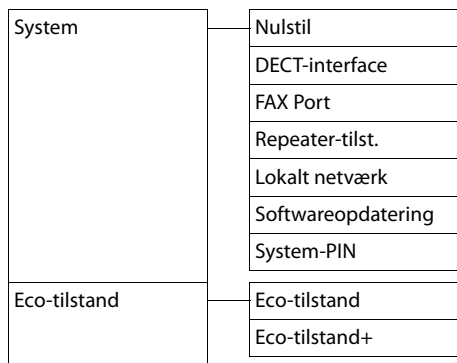 System
Nulstil
DECT-interface
FAX Port
Repeater-tilst.
Lokalt netværk
Softwareopdatering
System-PIN
Eco-tilstand
Eco-tilstand
Eco-tilstand+